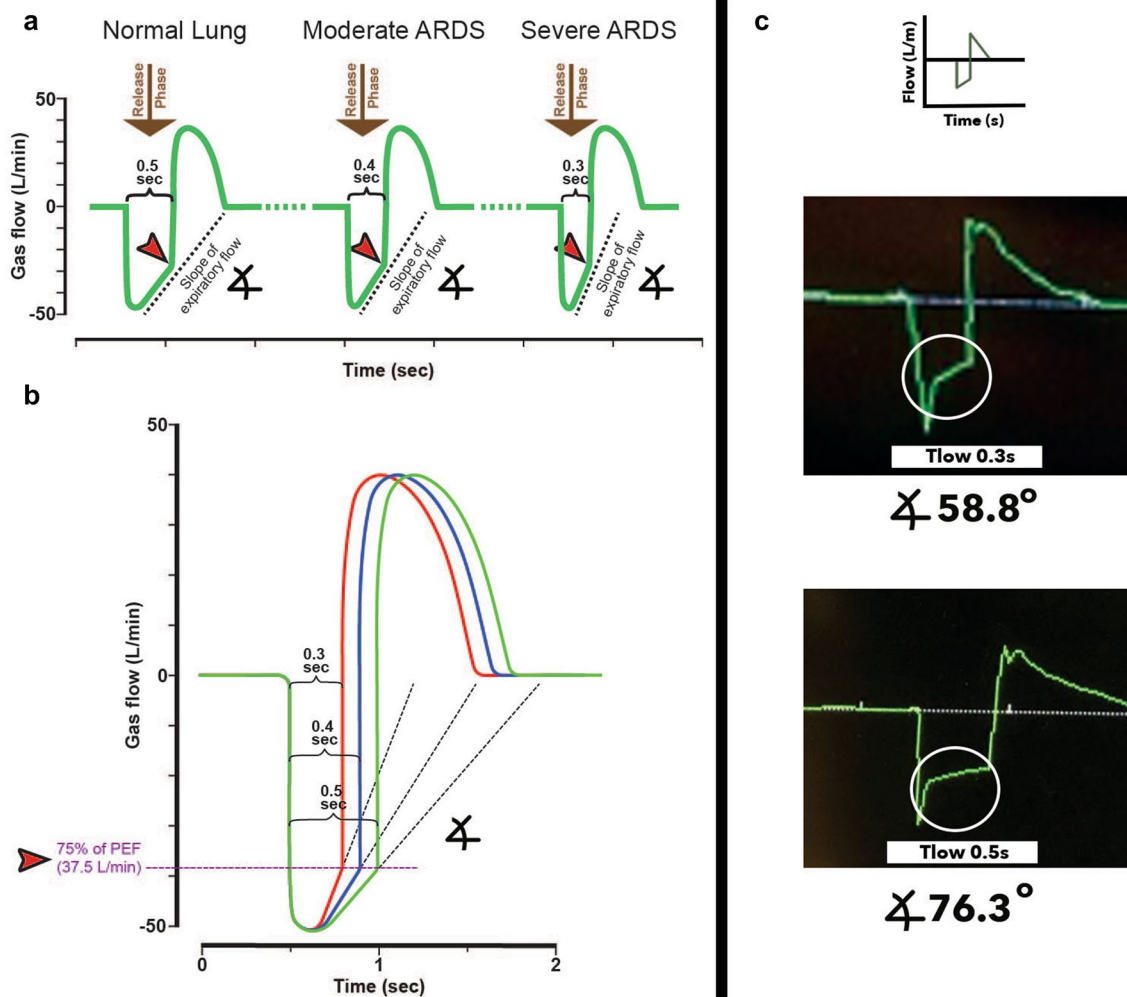 a
Normal Lung
Moderate ARDS
Severe ARDS
Release
Phase
Release
Phase
Release
Phase
Gas flow (L/min)
50
0
-50
0.5
sec
0.4
sec
0.3
sec
Slope of
expiratory flow
Slope of
expiratory flow
Slope of
expiratory flow
Time (sec)
b
Gas flow (L/min)
50
0
-50
0.3
sec
0.4
sec
0.5
sec
75% of PEF
(37.5 L/min)
0
1
2
Time (sec)
c
Flow (L/m)
Time (s)
Tlow 0.3s
∡ 58.8°
Tlow 0.5s
∡ 76.3°